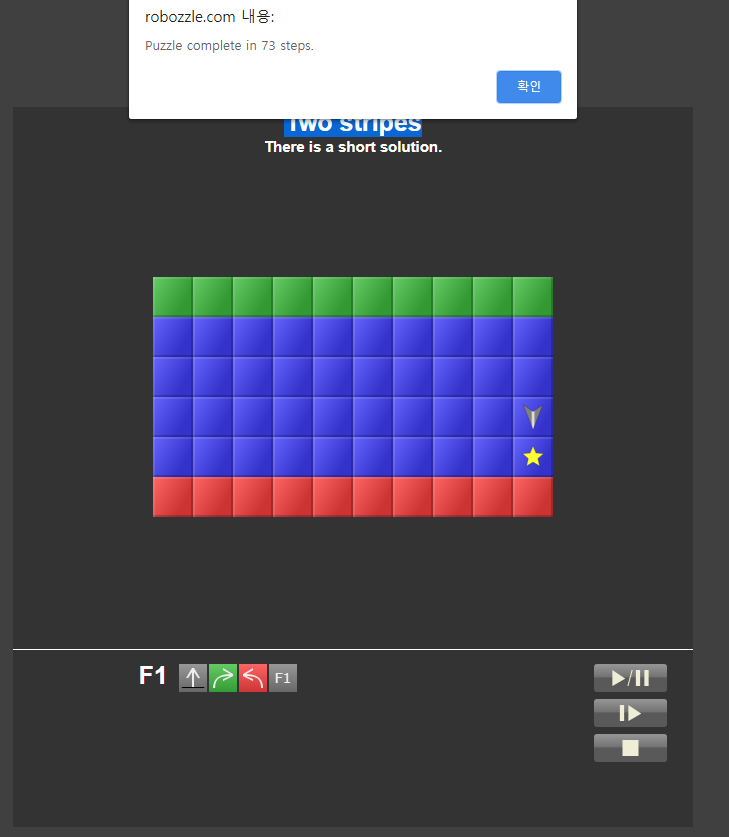 robozzle.com 내용:
Puzzle complete in 73 steps.
확인
Two stripes
There is a short solution.
F1
F1